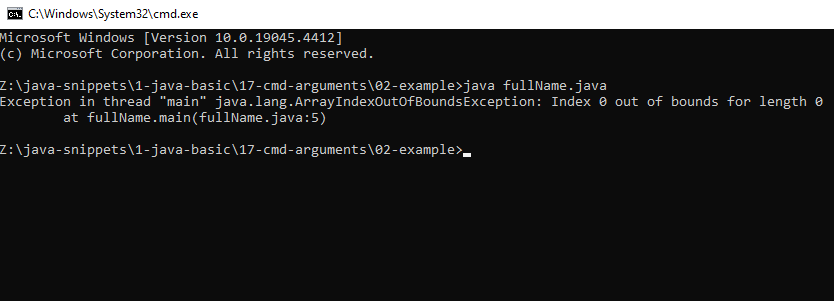 C:\Windows\System32\cmd.exe
Microsoft Windows [Version 10.0.19045.4412]
(c) Microsoft Corporation. All rights reserved.
Z:\java-snippets\1-java-basic\17-cmd-arguments\02-example>java fullName.java
Exception in thread "main" java.lang.ArrayIndexOutOfBoundsException: Index 0 out of bounds for length 0
        at fullName.main(fullName.java:5)
Z:\java-snippets\1-java-basic\17-cmd-arguments\02-example>